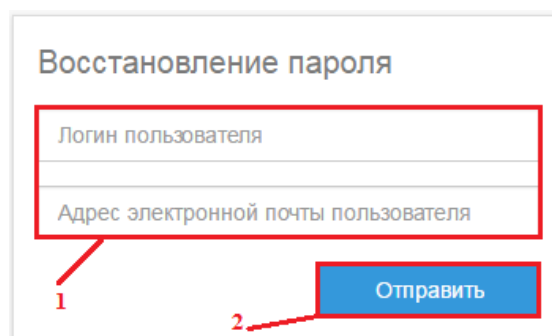 Восстановление пароля
Логин пользователя
Адрес электронной почты пользователя
1
Отправить
2